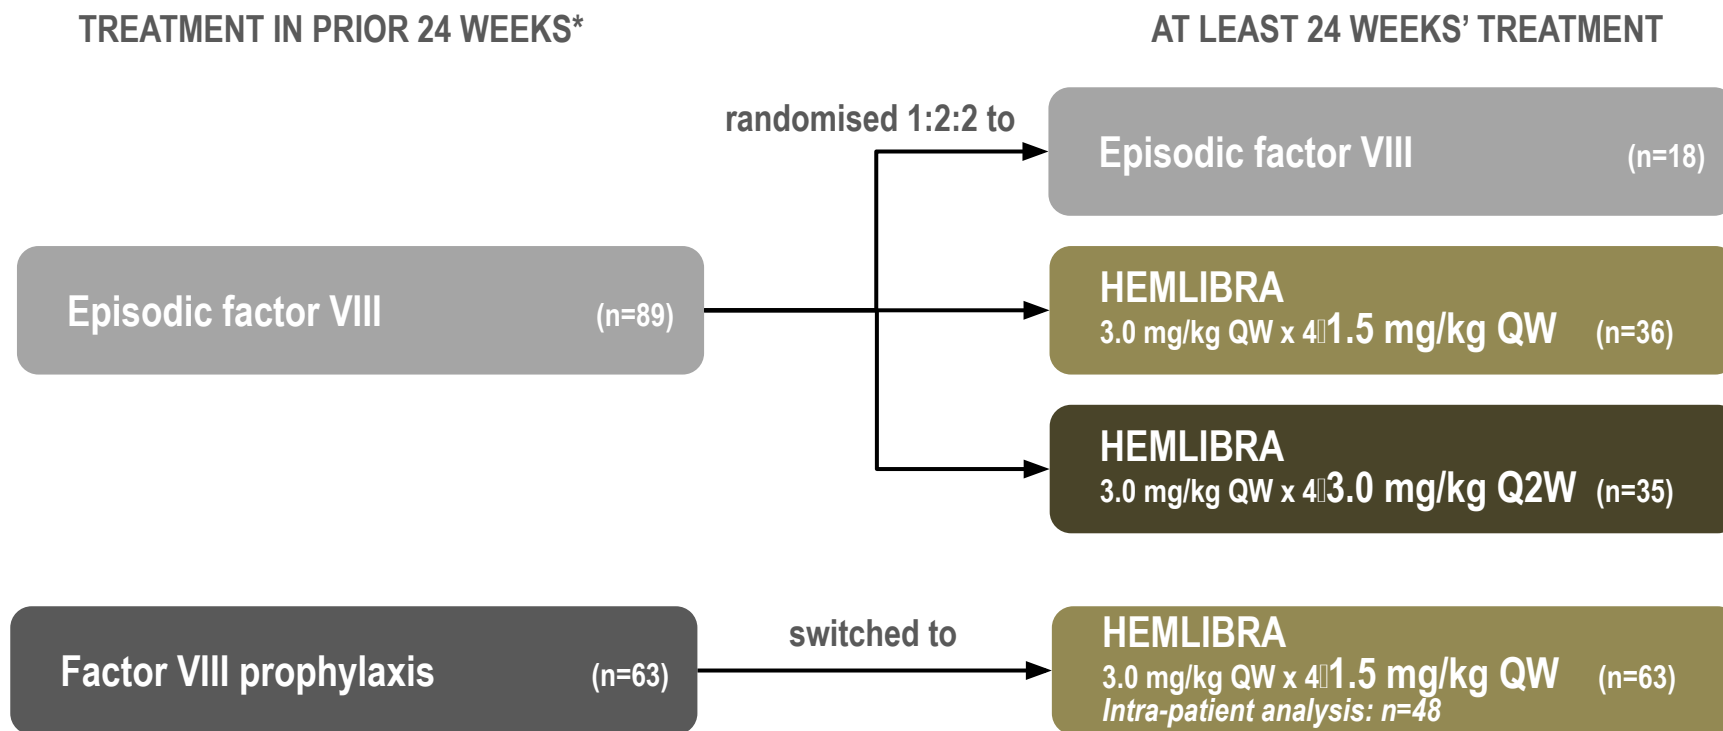 TREATMENT IN PRIOR 24 WEEKS*
AT LEAST 24 WEEKS' TREATMENT
randomised 1:2:2 to
Episodic factor VIII (n=18)
Episodic factor VIII (n=89)
HEMLIBRA
3.0 mg/kg QW x 4▯1.5 mg/kg QW (n=36)
HEMLIBRA
3.0 mg/kg QW x 4▯3.0 mg/kg Q2W (n=35)
Factor VIII prophylaxis (n=63)
switched to
HEMLIBRA
3.0 mg/kg QW x 4▯1.5 mg/kg QW (n=63)
Intra-patient analysis: n=48